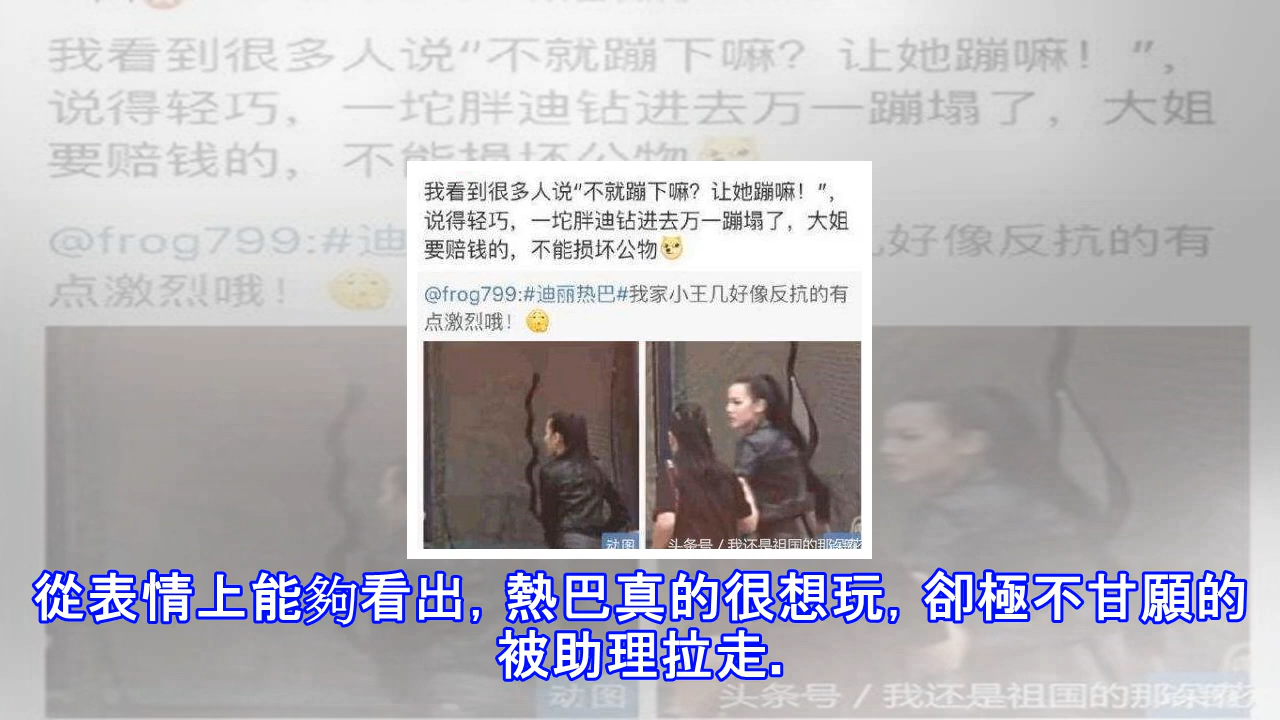 我看到很多人说“不就蹦下嘛？让她蹦嘛！”，
说得轻巧，一坨胖迪钻进去万一蹦塌了，大姐
要赔钱的，不能损坏公物
@frog799:#迪丽热巴#我家小王几好像反抗的有
点激烈哦！
动图
头条号 / 我还是祖国的那
從表情上能夠看出, 熱巴真的很想玩, 卻極不甘願的
被助理拉走.